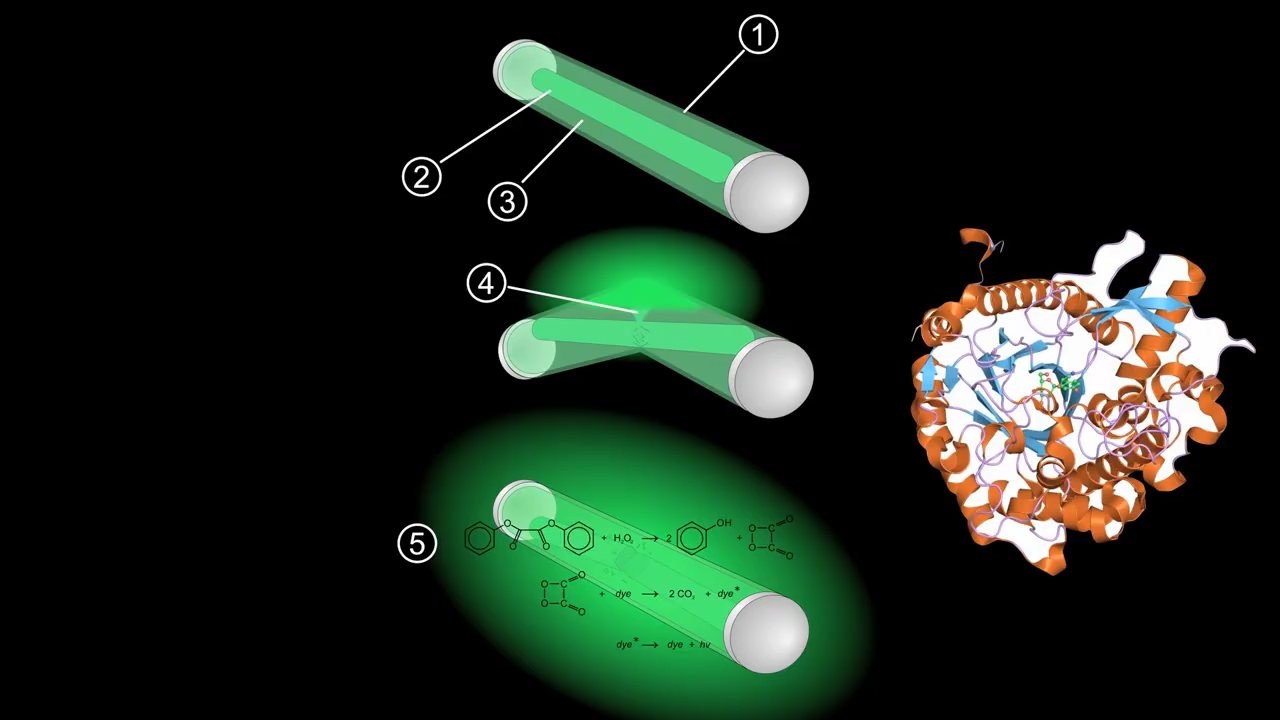 1
2
3
4
5
O O O O + H₂O₂ → 2 OH + O–C O O–C O
O–C O O–C O + dye → 2 CO₂ + dye*
dye* → dye + hν